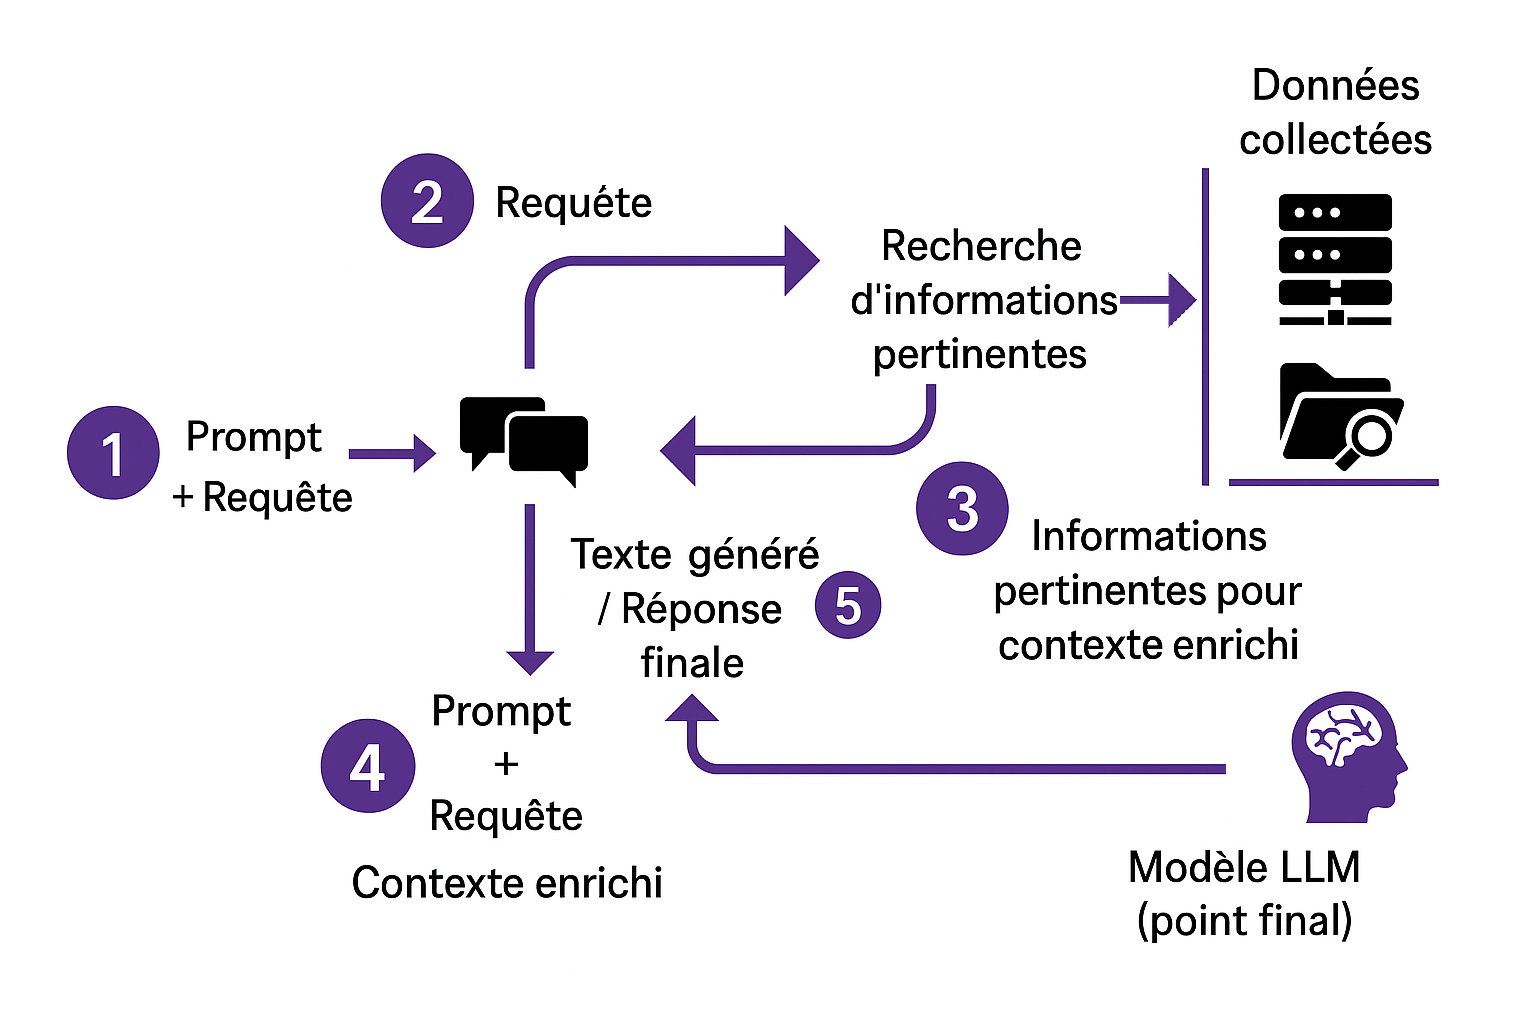 Données
collectées
2
Requéte
Recherche
d'informations
pertinentes
1
Prompt
+ Requête
3
Informations
pertinentes pour
contexte enrichi
Texte généré
/ Réponse
finale
5
4
Prompt
+
Requête
Contexte enrichi
Modèle LLM
(point final)